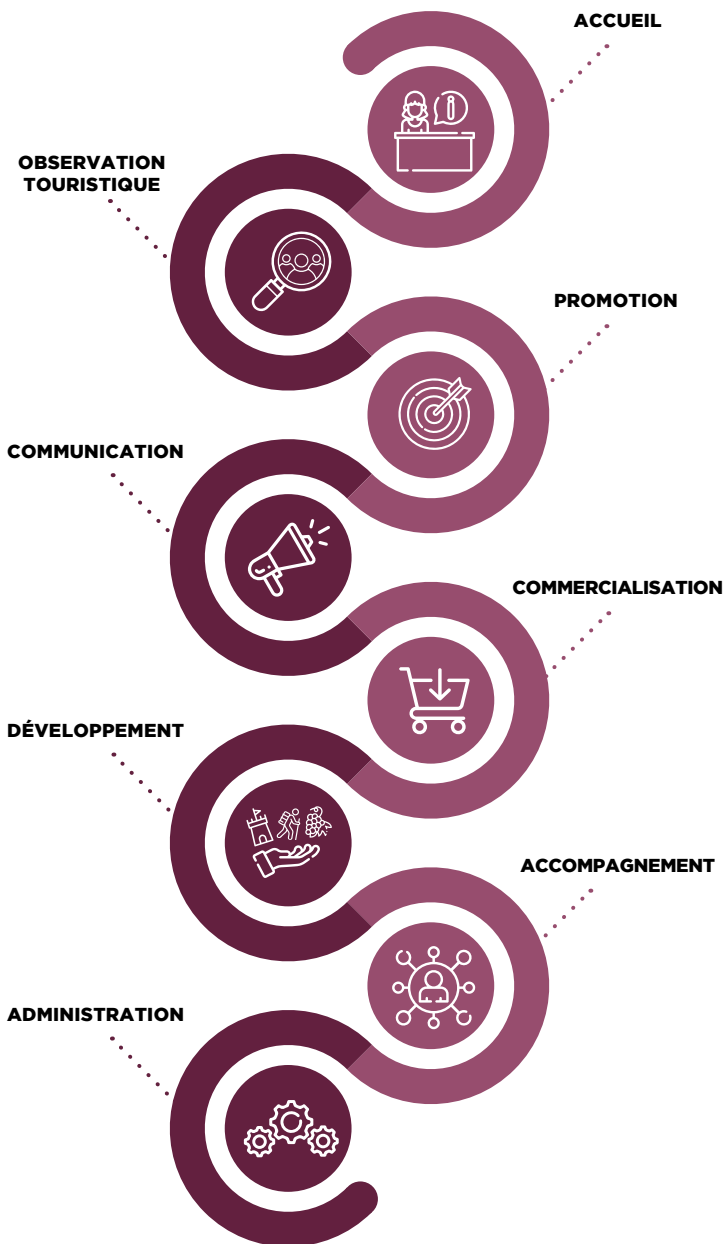 ACCUEIL
OBSERVATION
TOURISTIQUE
PROMOTION
COMMUNICATION
COMMERCIALISATION
DÉVELOPPEMENT
ACCOMPAGNEMENT
ADMINISTRATION